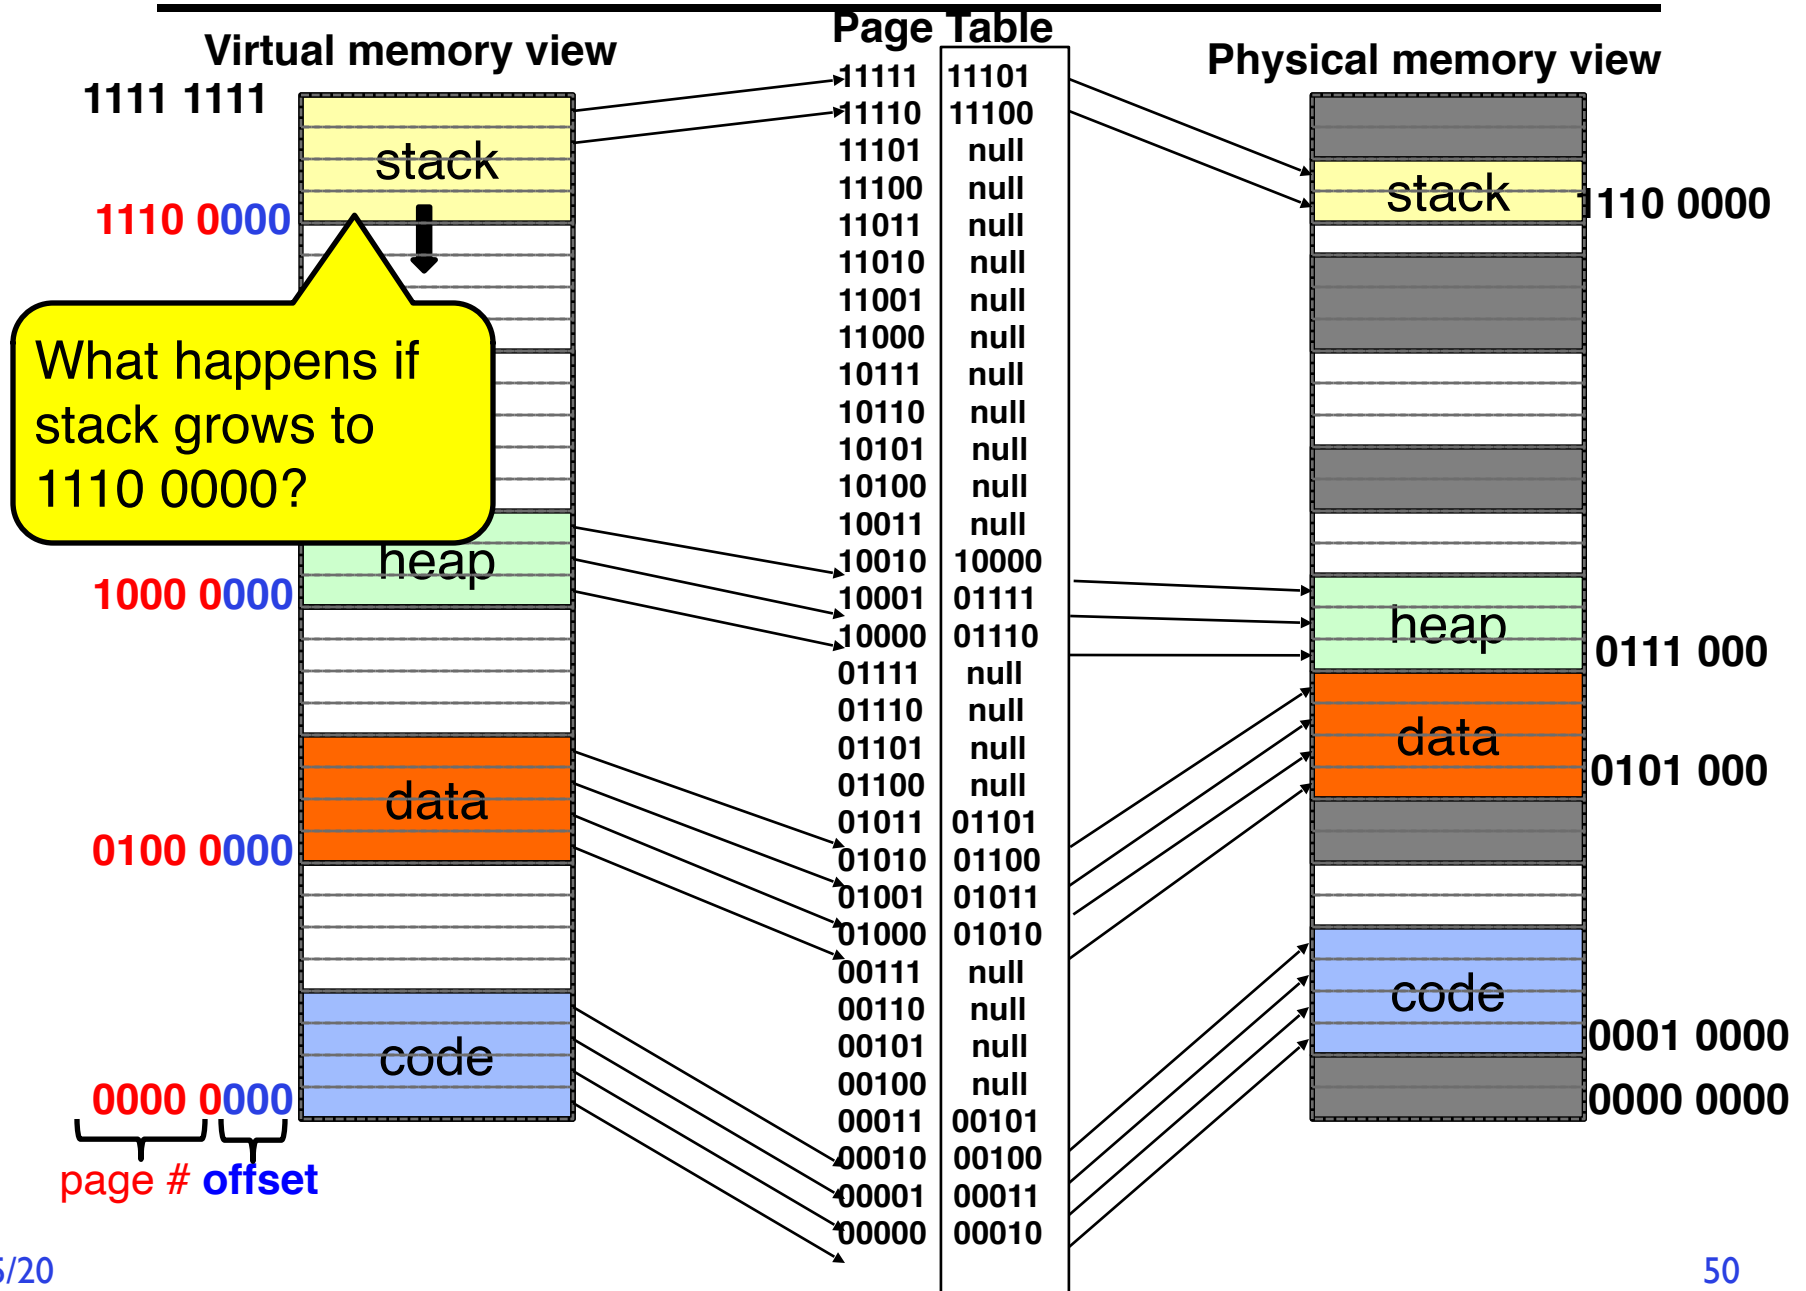 Page Table
Virtual memory view
Physical memory view
1111 1111
stack
1110 0000
What happens if
stack grows to
1110 0000?
heap
1000 0000
data
0100 0000
code
0000 0000
page # offset
11111 11101
11110 11100
11101 null
11100 null
11011 null
11010 null
11001 null
11000 null
10111 null
10110 null
10101 null
10100 null
10011 null
10010 10000
10001 01111
10000 01110
01111 null
01110 null
01101 null
01100 null
01011 01101
01010 01100
01001 01011
01000 01010
00111 null
00110 null
00101 null
00100 null
00011 00101
00010 00100
00001 00011
00000 00010
stack
1110 0000
heap
0111 000
data
0101 000
code
0001 0000
0000 0000
5/20
50